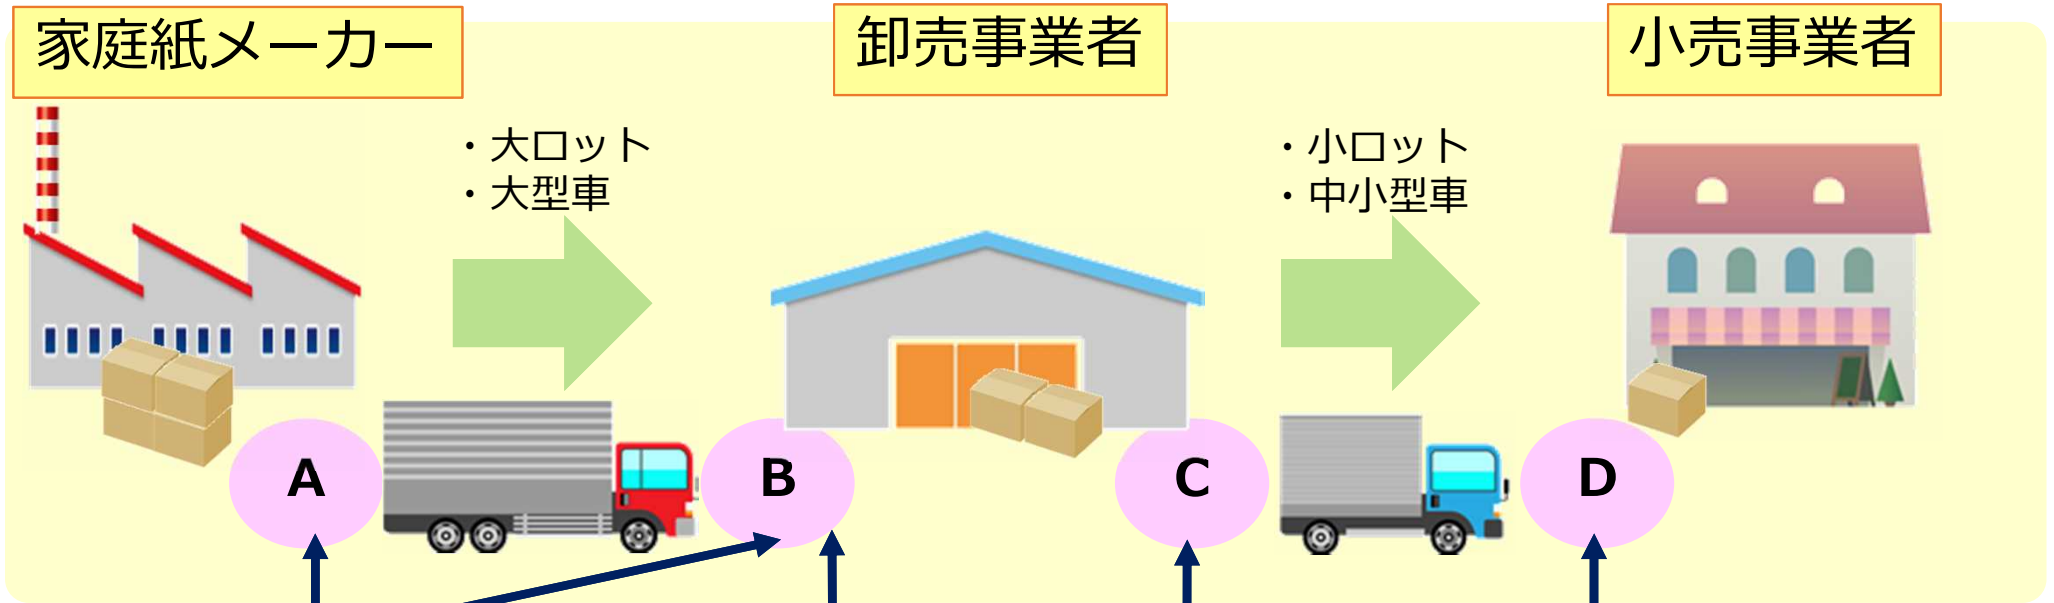 家庭紙メーカー
卸売事業者
小売事業者
・大ロット
・大型車
・小ロット
・中小型車
A
B
C
D